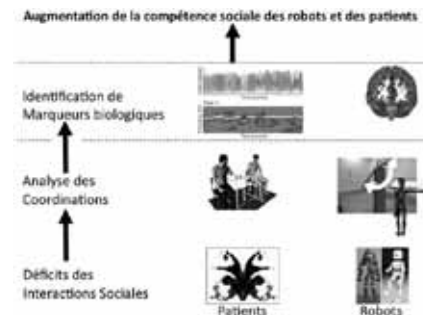 Augmentation de la compétence sociale des robots et des patients
Identification de
Marqueurs biologiques
Analyse des
Coordinations
Déficits des
Interactions Sociales
Patients
Robots